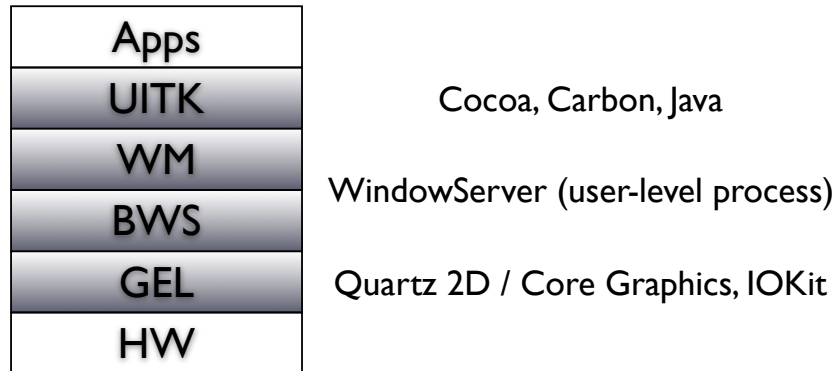 Apps
UITK
Cocoa, Carbon, Java
WM
WindowServer (user-level process)
BWS
GEL
Quartz 2D / Core Graphics, IOKit
HW